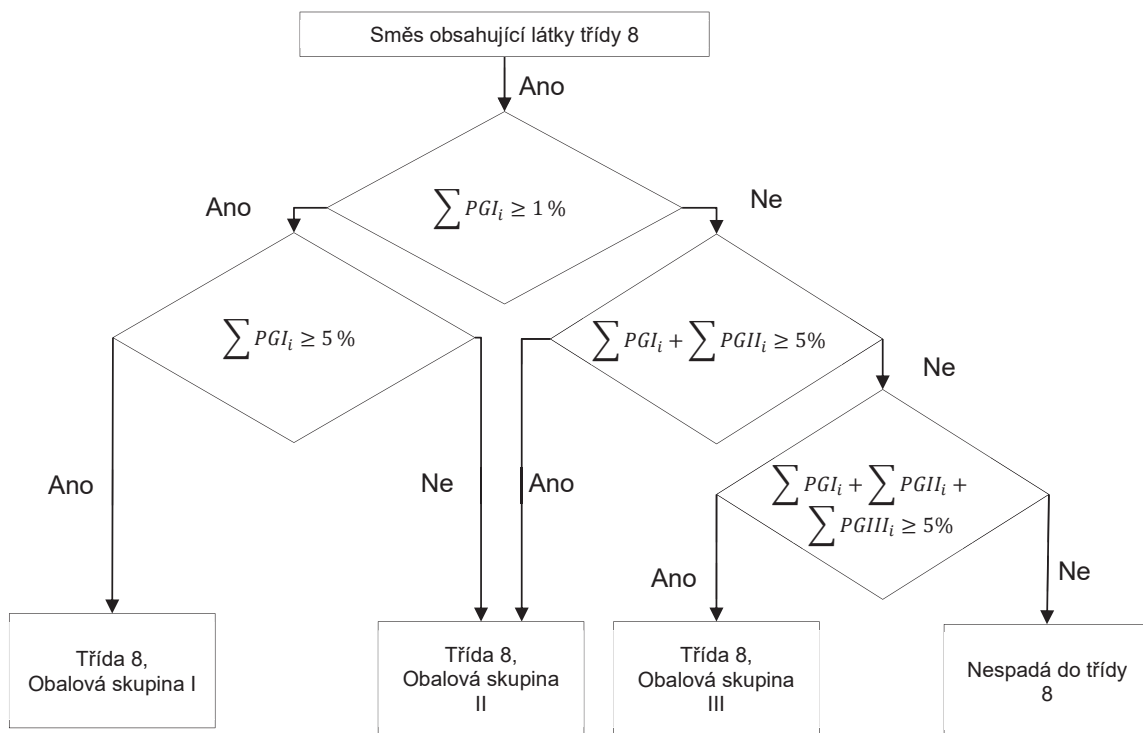 Směs obsahující látky třídy 8
Ano
∑ PGI_i ≥ 1 %
Ano
Ne
∑ PGI_i ≥ 5 %
∑ PGI_i + ∑ PGII_i ≥ 5%
Ne
∑ PGI_i + ∑ PGII_i +
∑ PGIII_i ≥ 5%
Ano
Ne
Ano
Ano
Ne
Třída 8,
Obalová skupina I
Třída 8,
Obalová skupina
II
Třída 8,
Obalová skupina
III
Nespadá do třídy
8